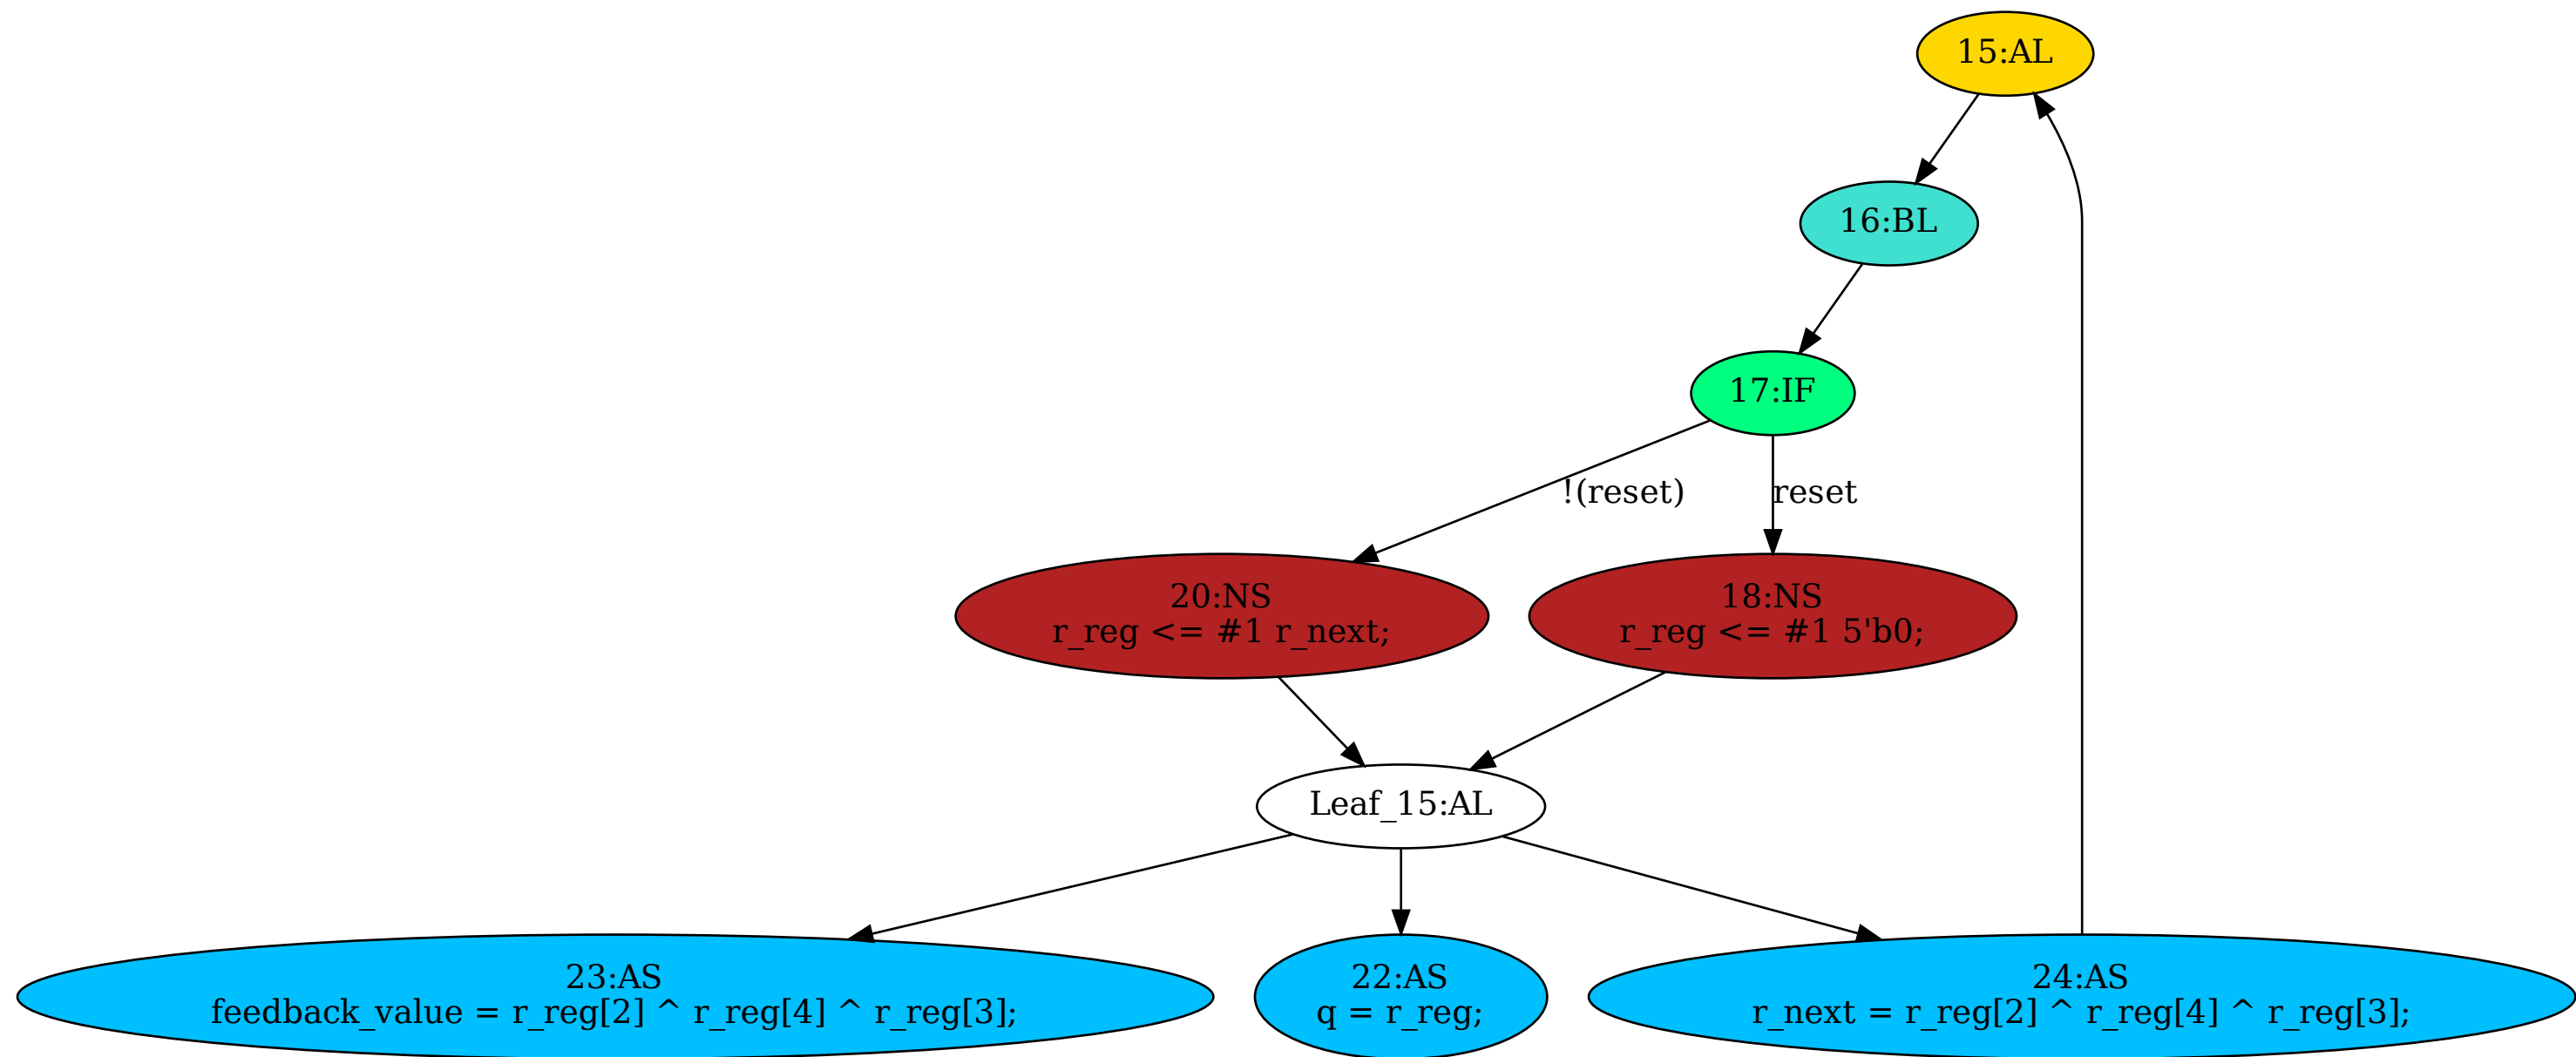 15:AL
16:BL
17:IF
!(reset)
reset
20:NS
r_reg <= #1 r_next;
18:NS
r_reg <= #1 5'b0;
Leaf_15:AL
23:AS
feedback_value = r_reg[2] ^ r_reg[4] ^ r_reg[3];
22:AS
q = r_reg;
24:AS
r_next = r_reg[2] ^ r_reg[4] ^ r_reg[3];